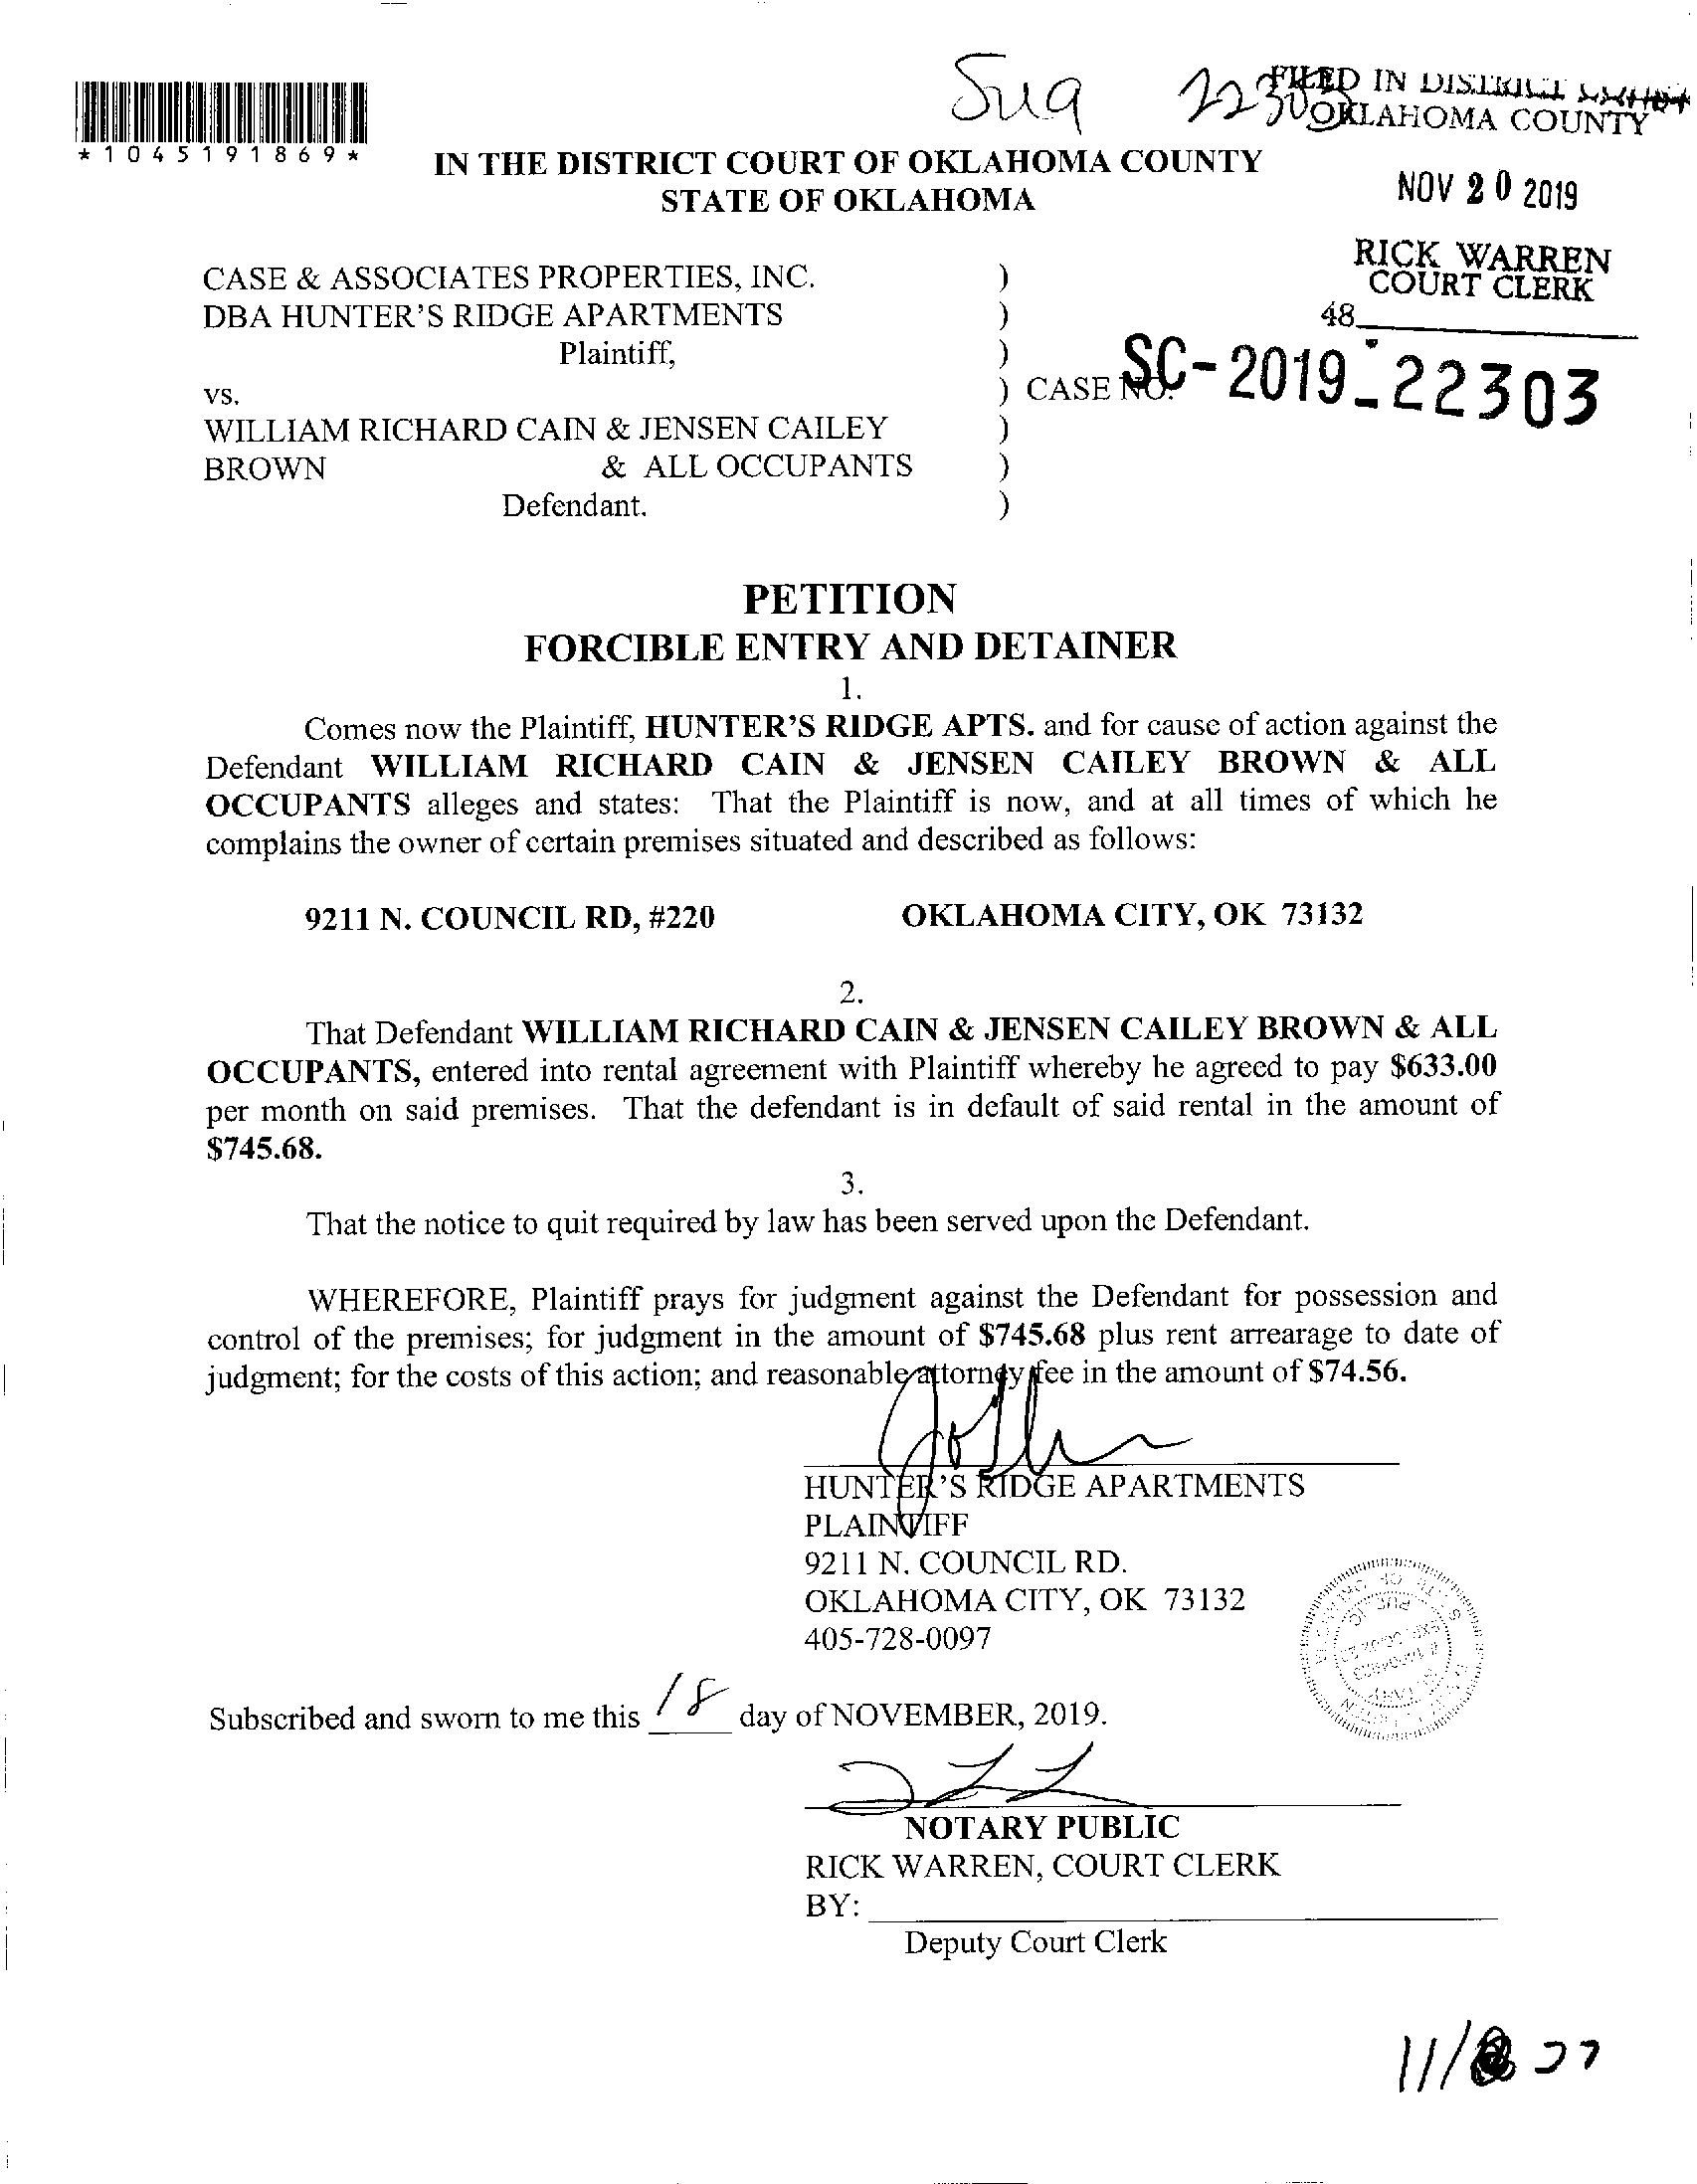 Sug 22303
FILED IN DISTRICT COURT
OKLAHOMA COUNTY
*1045191869*
IN THE DISTRICT COURT OF OKLAHOMA COUNTY
STATE OF OKLAHOMA
NOV 20 2019
RICK WARREN
COURT CLERK
48
CASE & ASSOCIATES PROPERTIES, INC. )
DBA HUNTER'S RIDGE APARTMENTS )
Plaintiff, )
vs. ) CASE NO. SC-2019-22303
WILLIAM RICHARD CAIN & JENSEN CAILEY )
BROWN & ALL OCCUPANTS )
Defendant. )
PETITION
FORCIBLE ENTRY AND DETAINER
1.
Comes now the Plaintiff, HUNTER'S RIDGE APTS. and for cause of action against the
Defendant WILLIAM RICHARD CAIN & JENSEN CAILEY BROWN & ALL
OCCUPANTS alleges and states: That the Plaintiff is now, and at all times of which he
complains the owner of certain premises situated and described as follows:
9211 N. COUNCIL RD, #220 OKLAHOMA CITY, OK 73132
2.
That Defendant WILLIAM RICHARD CAIN & JENSEN CAILEY BROWN & ALL
OCCUPANTS, entered into rental agreement with Plaintiff whereby he agreed to pay $633.00
per month on said premises. That the defendant is in default of said rental in the amount of
$745.68.
3.
That the notice to quit required by law has been served upon the Defendant.
WHEREFORE, Plaintiff prays for judgment against the Defendant for possession and
control of the premises; for judgment in the amount of $745.68 plus rent arrearage to date of
judgment; for the costs of this action; and reasonable attorney fee in the amount of $74.56.
HUNTER'S RIDGE APARTMENTS
PLAINTIFF
9211 N. COUNCIL RD.
OKLAHOMA CITY, OK 73132
405-728-0097
Subscribed and sworn to me this 18 day of NOVEMBER, 2019.
NOTARY PUBLIC
RICK WARREN, COURT CLERK
BY:
Deputy Court Clerk
11/ 27